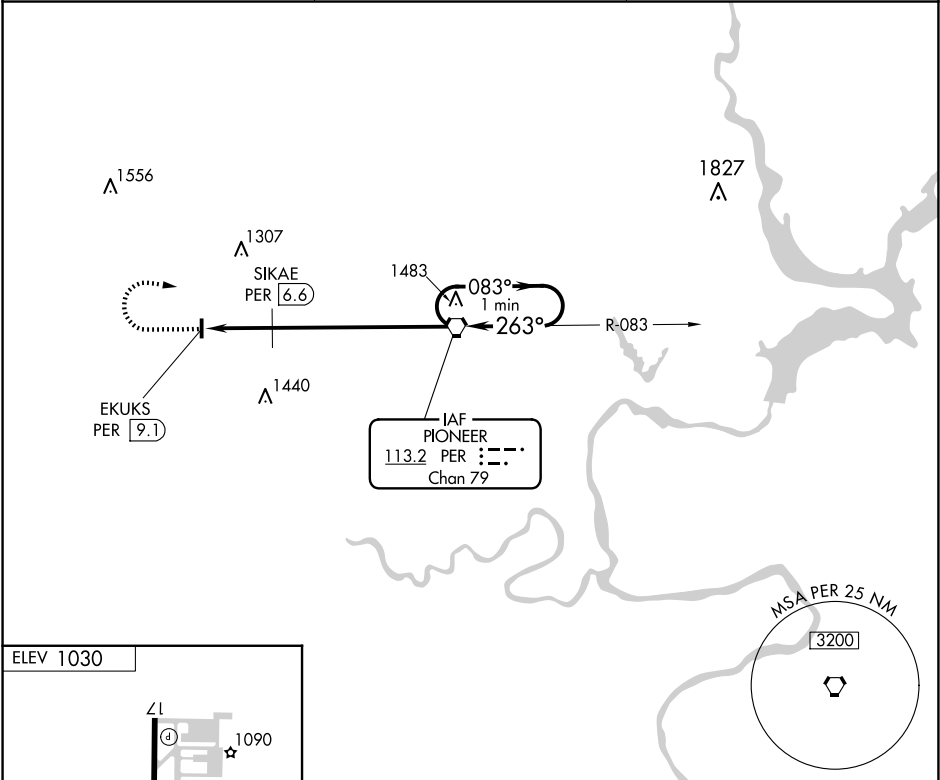 1556
1827
1307
SIKAE
PER 6.6
1483
083°
1 min
263°
R-083
1440
EKUKS
PER 9.1
IAF
PIONEER
113.2 PER
Chan 79
MSA PER 25 NM
3200
ELEV 1030
17
P
1090